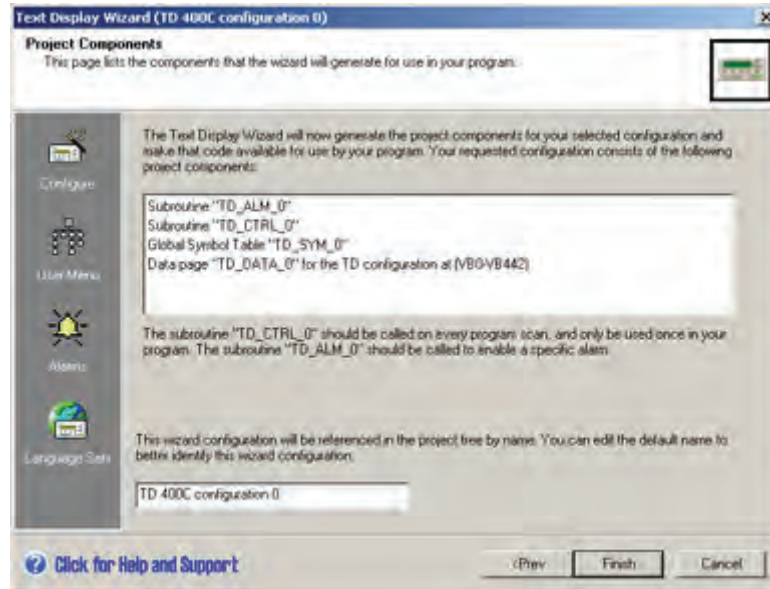 Text Display Wizard (TD 400C configuration 0)
Project Components
This page lists the components that the wizard will generate for use in your program.
Configure
User Menu
Alarms
Language Sets
The Text Display Wizard will now generate the project components for your selected configuration and
make that code available for use by your program. Your requested configuration consists of the following
project components:
Subroutine "TD_ALM_0"
Subroutine "TD_CTRL_0"
Global Symbol Table "TD_SYM_0"
Data page "TD_DATA_0" for the TD configuration at (VB0-VB442)
The subroutine "TD_CTRL_0" should be called on every program scan, and only be used once in your
program. The subroutine "TD_ALM_0" should be called to enable a specific alarm.
This wizard configuration will be referenced in the project tree by name. You can edit the default name to
better identify this wizard configuration.
TD 400C configuration 0
Click for Help and Support
<Prev
Finish
Cancel